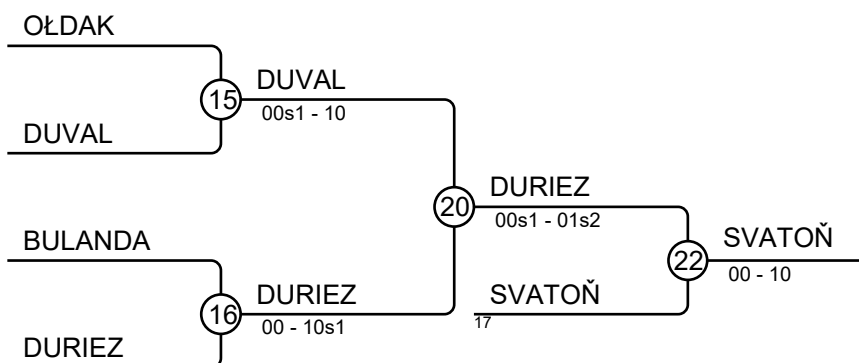 OŁDAK
15
DUVAL
00s1 - 10
DUVAL
20
DURIEZ
00s1 - 01s2
BULANDA
22
SVATOŇ
00 - 10
16
DURIEZ
00 - 10s1
SVATOŇ
17
DURIEZ